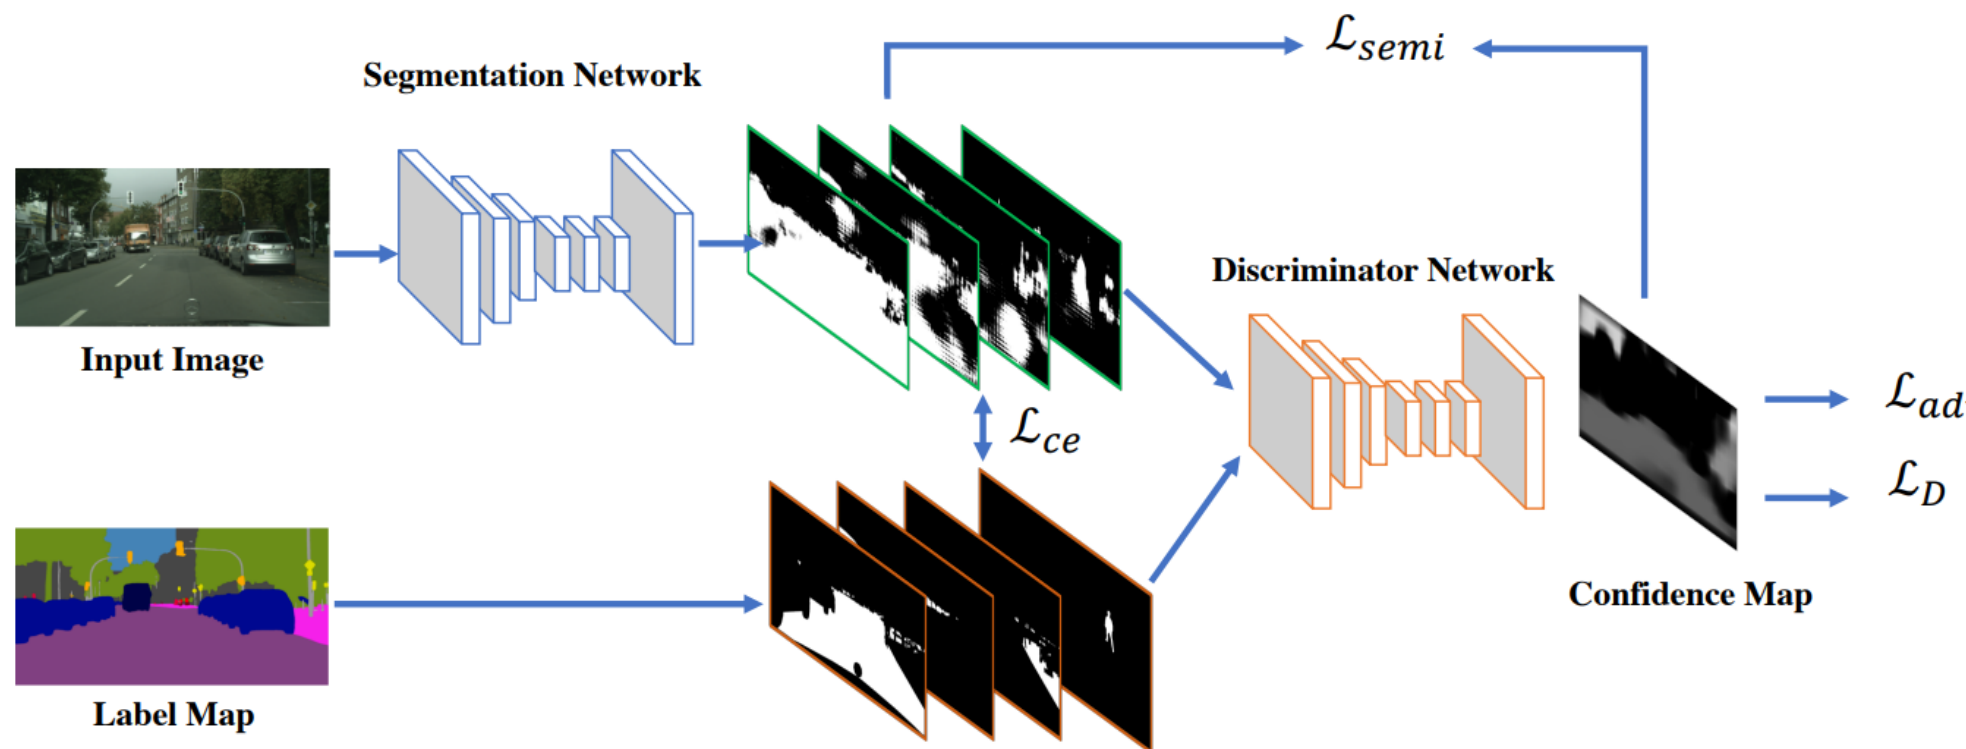 ℒsemi
Segmentation Network
Input Image
Discriminator Network
ℒad
ℒce
ℒD
Confidence Map
Label Map